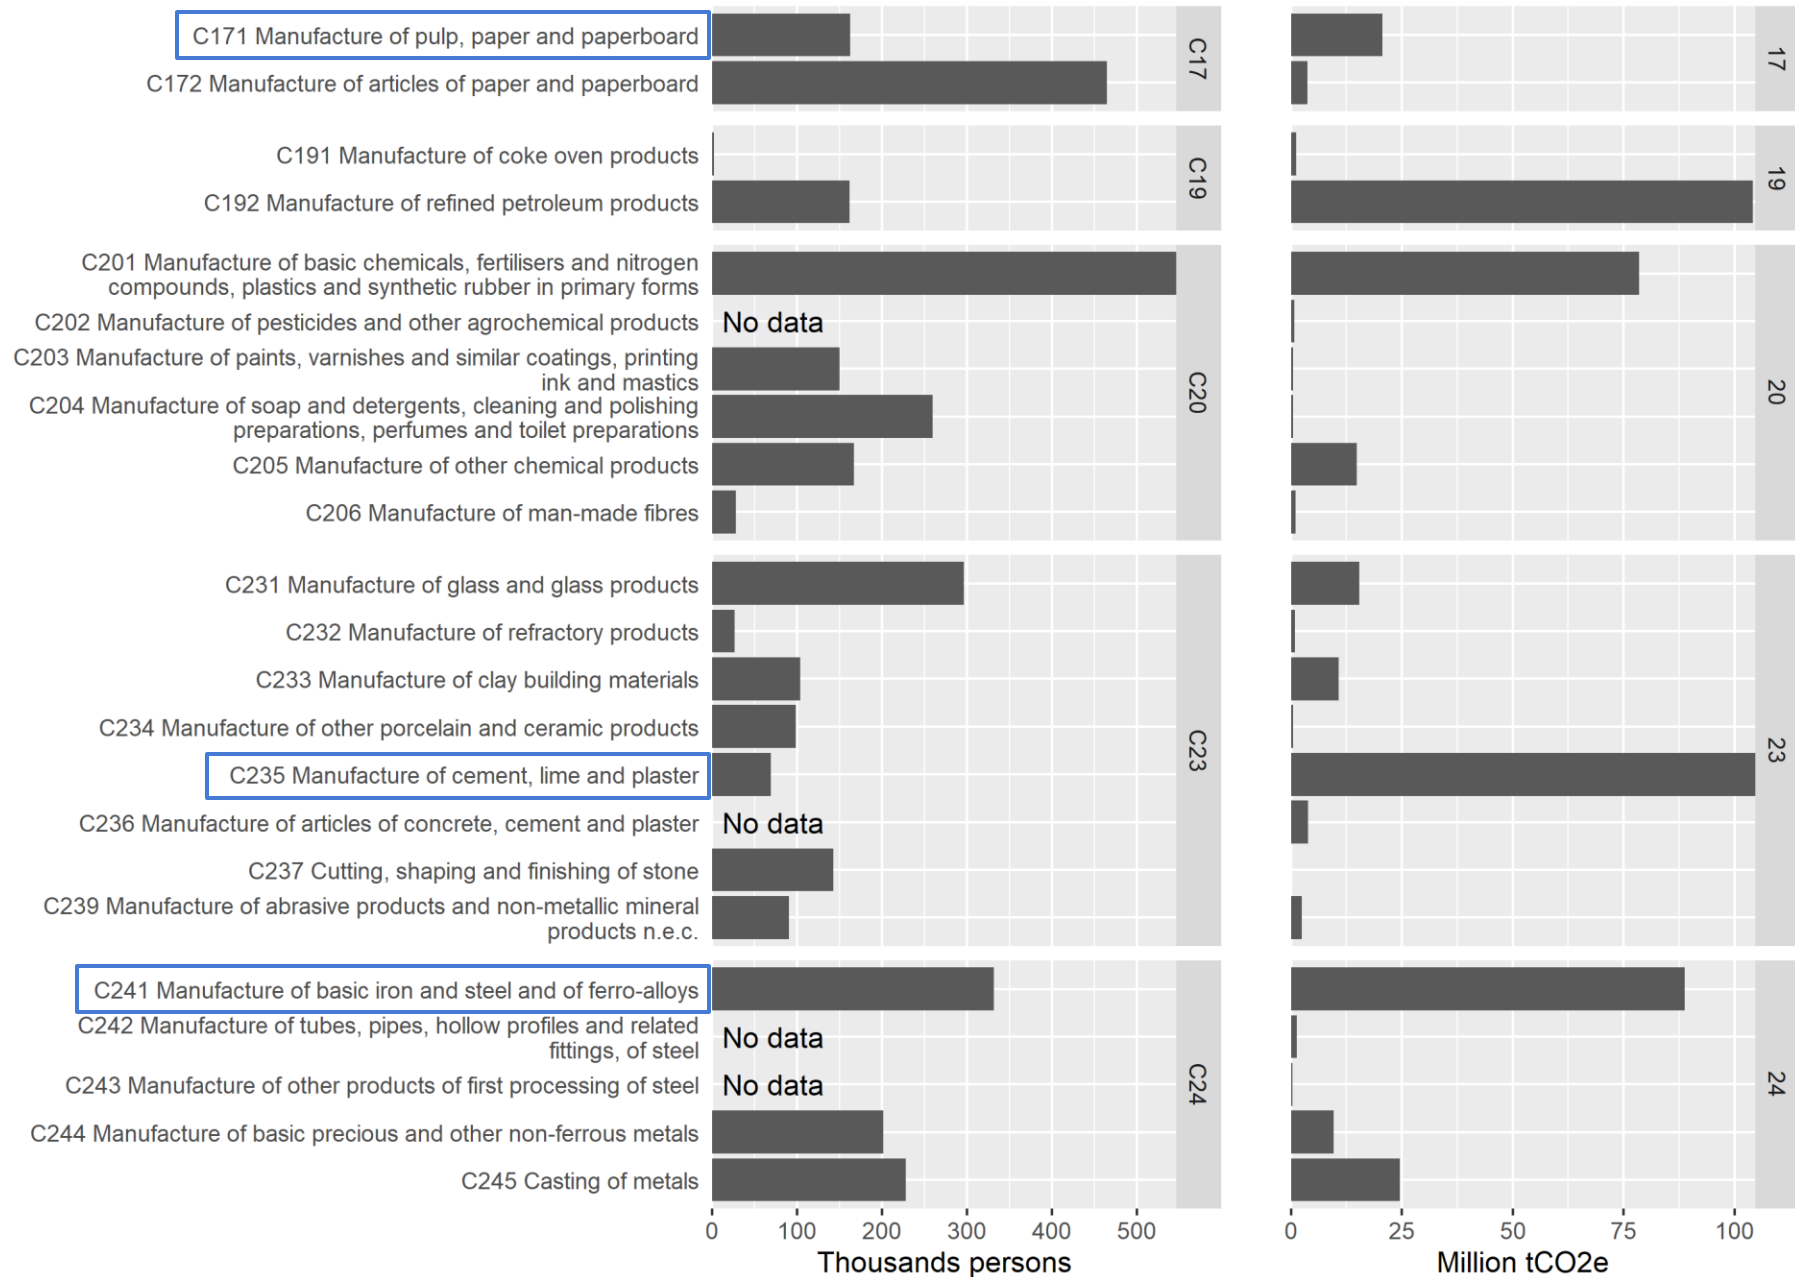 C171 Manufacture of pulp, paper and paperboard
C172 Manufacture of articles of paper and paperboard
C17
17
C191 Manufacture of coke oven products
C192 Manufacture of refined petroleum products
C19
19
C201 Manufacture of basic chemicals, fertilisers and nitrogen
compounds, plastics and synthetic rubber in primary forms
C202 Manufacture of pesticides and other agrochemical products
No data
C203 Manufacture of paints, varnishes and similar coatings, printing
ink and mastics
C204 Manufacture of soap and detergents, cleaning and polishing
preparations, perfumes and toilet preparations
C205 Manufacture of other chemical products
C206 Manufacture of man-made fibres
C20
20
C231 Manufacture of glass and glass products
C232 Manufacture of refractory products
C233 Manufacture of clay building materials
C234 Manufacture of other porcelain and ceramic products
C235 Manufacture of cement, lime and plaster
C236 Manufacture of articles of concrete, cement and plaster
No data
C237 Cutting, shaping and finishing of stone
C239 Manufacture of abrasive products and non-metallic mineral
products n.e.c.
C23
23
C241 Manufacture of basic iron and steel and of ferro-alloys
C242 Manufacture of tubes, pipes, hollow profiles and related
fittings, of steel
No data
C243 Manufacture of other products of first processing of steel
No data
C244 Manufacture of basic precious and other non-ferrous metals
C245 Casting of metals
C24
24
0 100 200 300 400 500
Thousands persons
0 25 50 75 100
Million tCO2e